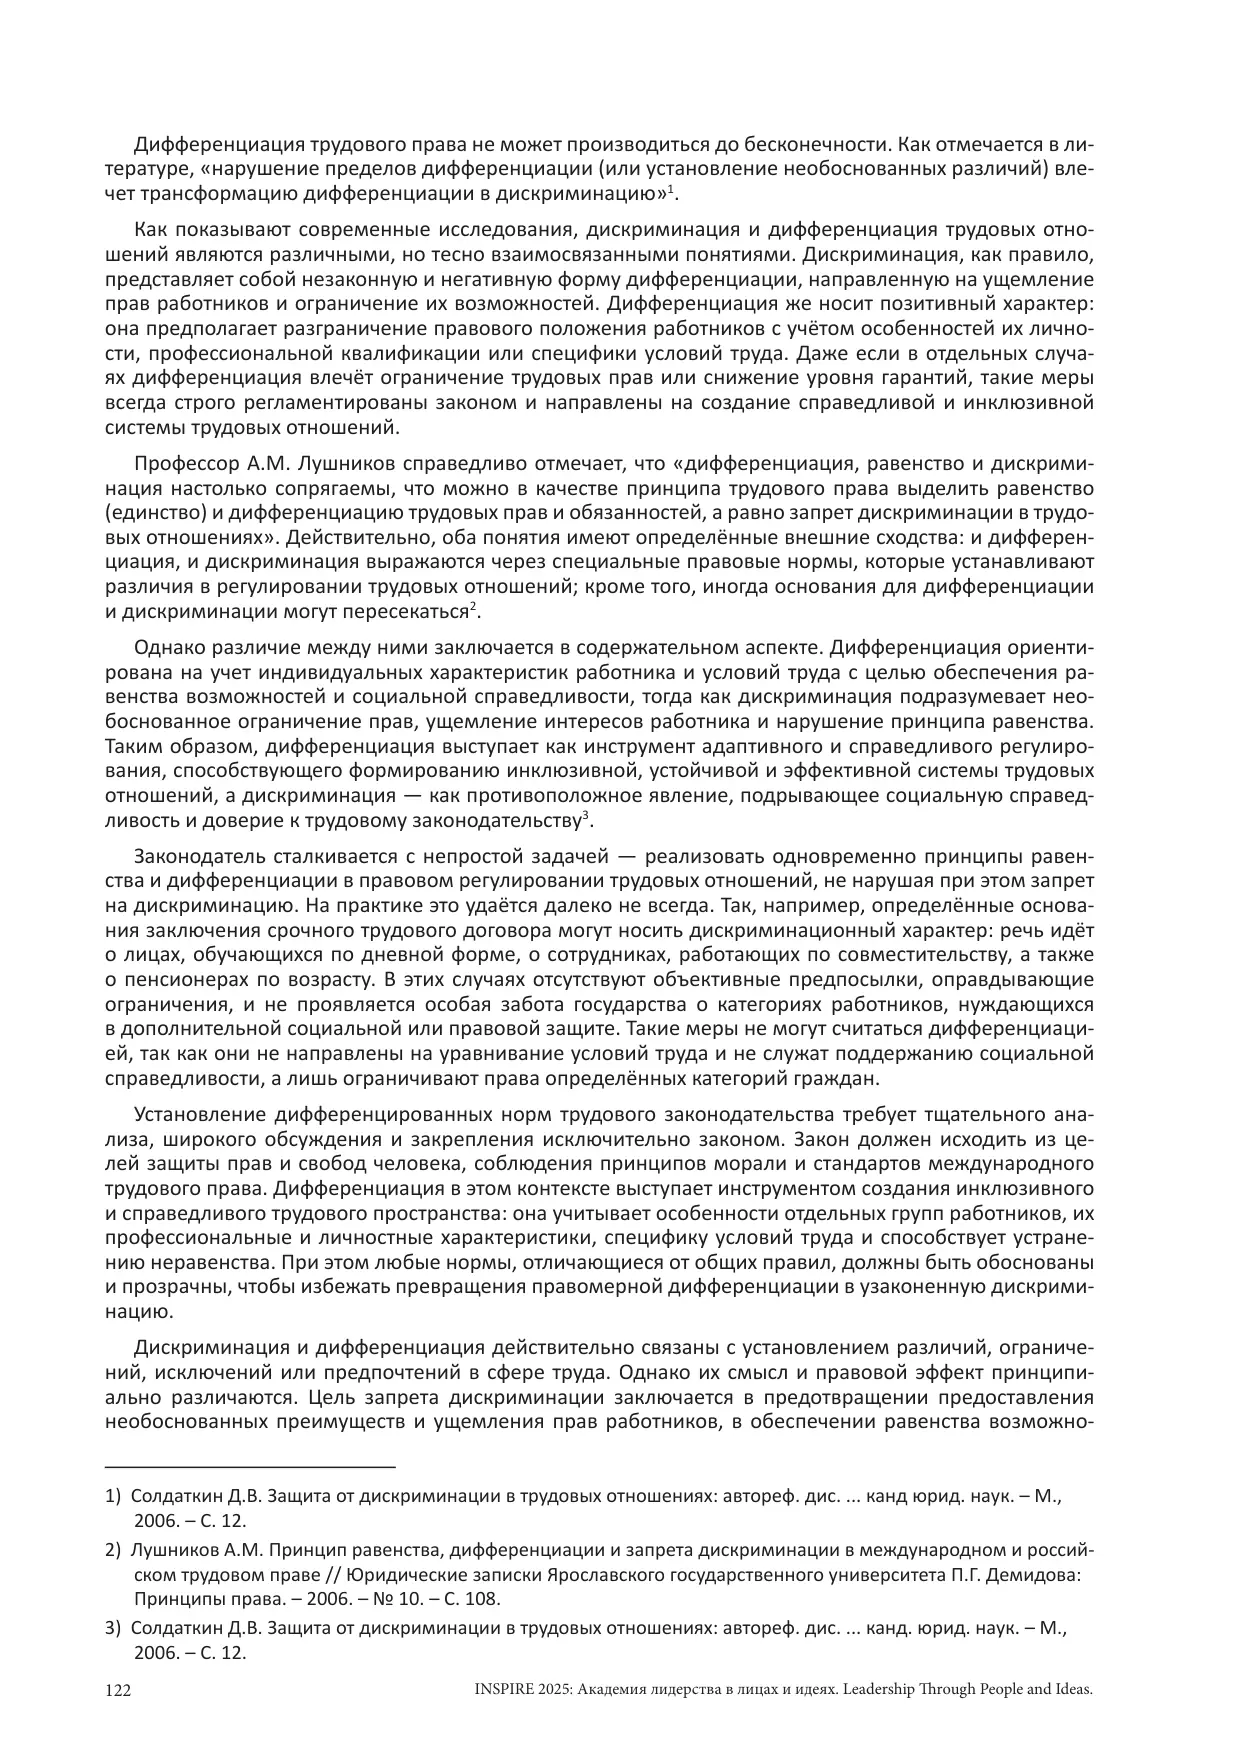 Дифференциация трудового права не может производиться до бесконечности. Как отмечается в ли-
тературе, «нарушение пределов дифференциации (или установление необоснованных различий) вле-
чет трансформацию дифференциации в дискриминацию»1.
Как показывают современные исследования, дискриминация и дифференциация трудовых отно-
шений являются различными, но тесно взаимосвязанными понятиями. Дискриминация, как правило,
представляет собой незаконную и негативную форму дифференциации, направленную на ущемление
прав работников и ограничение их возможностей. Дифференциация же носит позитивный характер:
она предполагает разграничение правового положения работников с учётом особенностей их лично-
сти, профессиональной квалификации или специфики условий труда. Даже если в отдельных случа-
ях дифференциация влечёт ограничение трудовых прав или снижение уровня гарантий, такие меры
всегда строго регламентированы законом и направлены на создание справедливой и инклюзивной
системы трудовых отношений.
Профессор А.М. Лушников справедливо отмечает, что «дифференциация, равенство и дискрими-
нация настолько сопрягаемы, что можно в качестве принципа трудового права выделить равенство
(единство) и дифференциацию трудовых прав и обязанностей, а равно запрет дискриминации в трудо-
вых отношениях». Действительно, оба понятия имеют определённые внешние сходства: и дифферен-
циация, и дискриминация выражаются через специальные правовые нормы, которые устанавливают
различия в регулировании трудовых отношений; кроме того, иногда основания для дифференциации
и дискриминации могут пересекаться2.
Однако различие между ними заключается в содержательном аспекте. Дифференциация ориенти-
рована на учет индивидуальных характеристик работника и условий труда с целью обеспечения ра-
венства возможностей и социальной справедливости, тогда как дискриминация подразумевает нео-
боснованное ограничение прав, ущемление интересов работника и нарушение принципа равенства.
Таким образом, дифференциация выступает как инструмент адаптивного и справедливого регулиро-
вания, способствующего формированию инклюзивной, устойчивой и эффективной системы трудовых
отношений, а дискриминация — как противоположное явление, подрывающее социальную справед-
ливость и доверие к трудовому законодательству3.
Законодатель сталкивается с непростой задачей — реализовать одновременно принципы равен-
ства и дифференциации в правовом регулировании трудовых отношений, не нарушая при этом запрет
на дискриминацию. На практике это удаётся далеко не всегда. Так, например, определённые основа-
ния заключения срочного трудового договора могут носить дискриминационный характер: речь идёт
о лицах, обучающихся по дневной форме, о сотрудниках, работающих по совместительству, а также
о пенсионерах по возрасту. В этих случаях отсутствуют объективные предпосылки, оправдывающие
ограничения, и не проявляется особая забота государства о категориях работников, нуждающихся
в дополнительной социальной или правовой защите. Такие меры не могут считаться дифференциаци-
ей, так как они не направлены на уравнивание условий труда и не служат поддержанию социальной
справедливости, а лишь ограничивают права определённых категорий граждан.
Установление дифференцированных норм трудового законодательства требует тщательного ана-
лиза, широкого обсуждения и закрепления исключительно законом. Закон должен исходить из це-
лей защиты прав и свобод человека, соблюдения принципов морали и стандартов международного
трудового права. Дифференциация в этом контексте выступает инструментом создания инклюзивного
и справедливого трудового пространства: она учитывает особенности отдельных групп работников, их
профессиональные и личностные характеристики, специфику условий труда и способствует устране-
нию неравенства. При этом любые нормы, отличающиеся от общих правил, должны быть обоснованы
и прозрачны, чтобы избежать превращения правомерной дифференциации в узаконенную дискрими-
нацию.
Дискриминация и дифференциация действительно связаны с установлением различий, ограниче-
ний, исключений или предпочтений в сфере труда. Однако их смысл и правовой эффект принципи-
ально различаются. Цель запрета дискриминации заключается в предотвращении предоставления
необоснованных преимуществ и ущемления прав работников, в обеспечении равенства возможно-
1) Солдаткин Д.В. Защита от дискриминации в трудовых отношениях: автореф. дис. ... канд юрид. наук. – М.,
2006. – С. 12.
2) Лушников А.М. Принцип равенства, дифференциации и запрета дискриминации в международном и россий-
ском трудовом праве // Юридические записки Ярославского государственного университета П.Г. Демидова:
Принципы права. – 2006. – № 10. – С. 108.
3) Солдаткин Д.В. Защита от дискриминации в трудовых отношениях: автореф. дис. ... канд. юрид. наук. – М.,
2006. – С. 12.
122 INSPIRE 2025: Академия лидерства в лицах и идеях. Leadership Through People and Ideas.